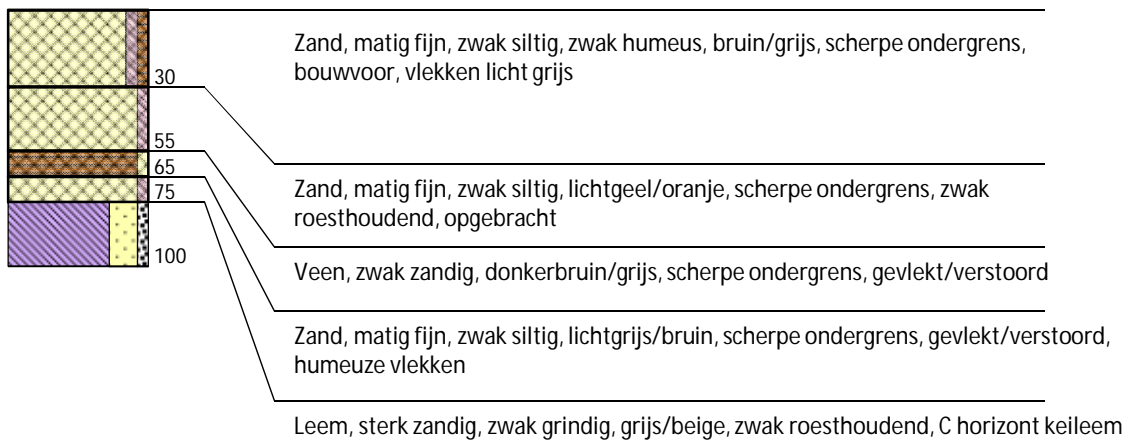 Zand, matig fijn, zwak siltig, zwak humeus, bruin/grijs, scherpe ondergrens,
bouwvoor, vlekken licht grijs
30
55
65
75
100
Zand, matig fijn, zwak siltig, lichtgeel/oranje, scherpe ondergrens, zwak
roesthoudend, opgebracht
Veen, zwak zandig, donkerbruin/grijs, scherpe ondergrens, gevlekt/verstoord
Zand, matig fijn, zwak siltig, lichtgrijs/bruin, scherpe ondergrens, gevlekt/verstoord,
humeuze vlekken
Leem, sterk zandig, zwak grindig, grijs/beige, zwak roesthoudend, C horizont keileem